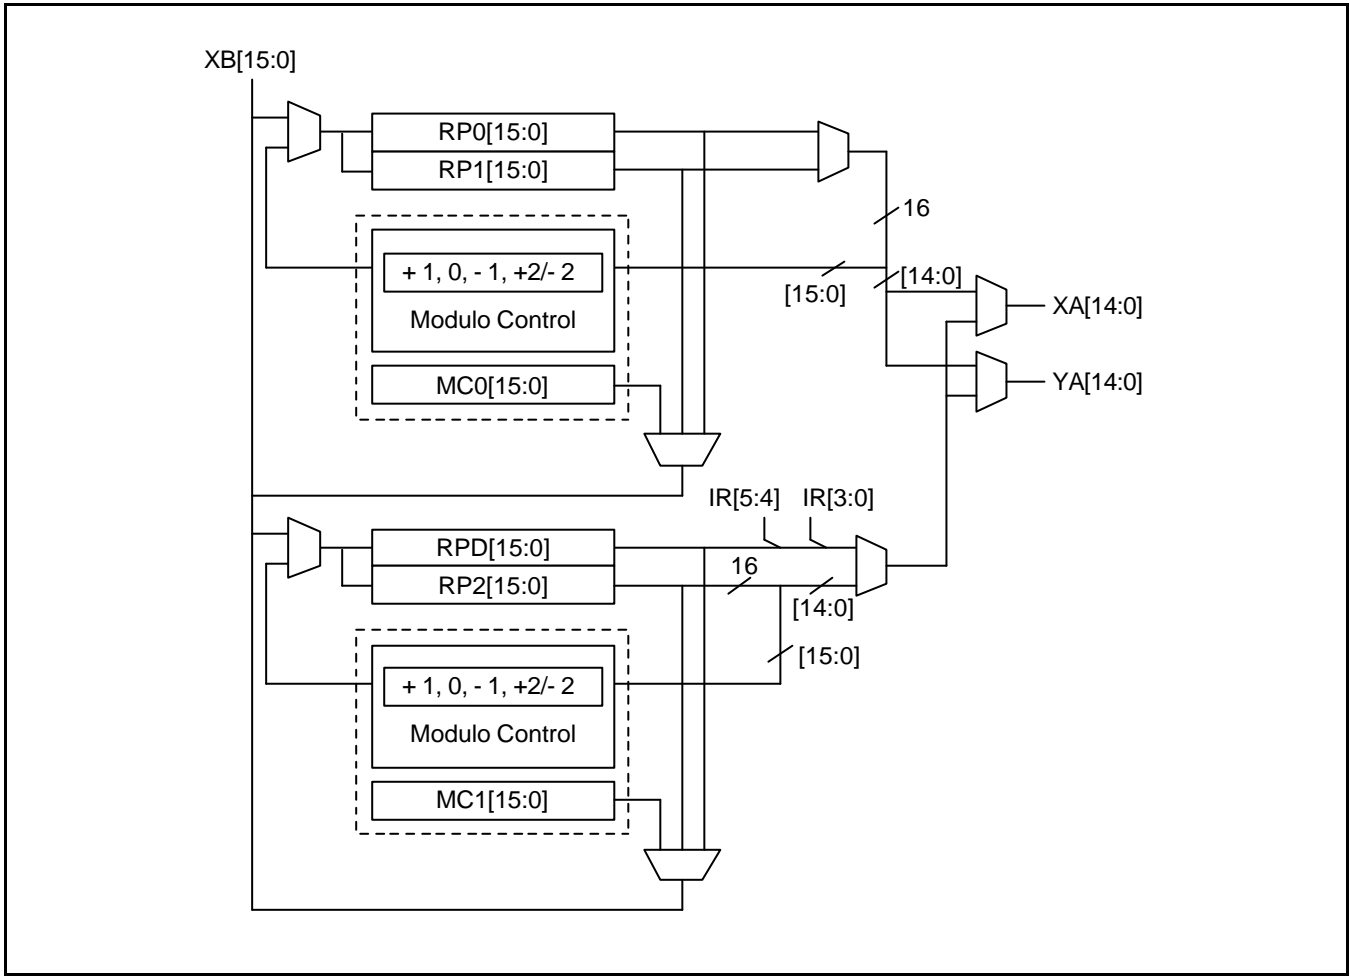 XB[15:0]
RP0[15:0]
RP1[15:0]
16
+ 1, 0, - 1, +2/- 2
[15:0]
[14:0]
Modulo Control
XA[14:0]
MC0[15:0]
YA[14:0]
IR[5:4]
IR[3:0]
RPD[15:0]
16
RP2[15:0]
[14:0]
[15:0]
+ 1, 0, - 1, +2/- 2
Modulo Control
MC1[15:0]